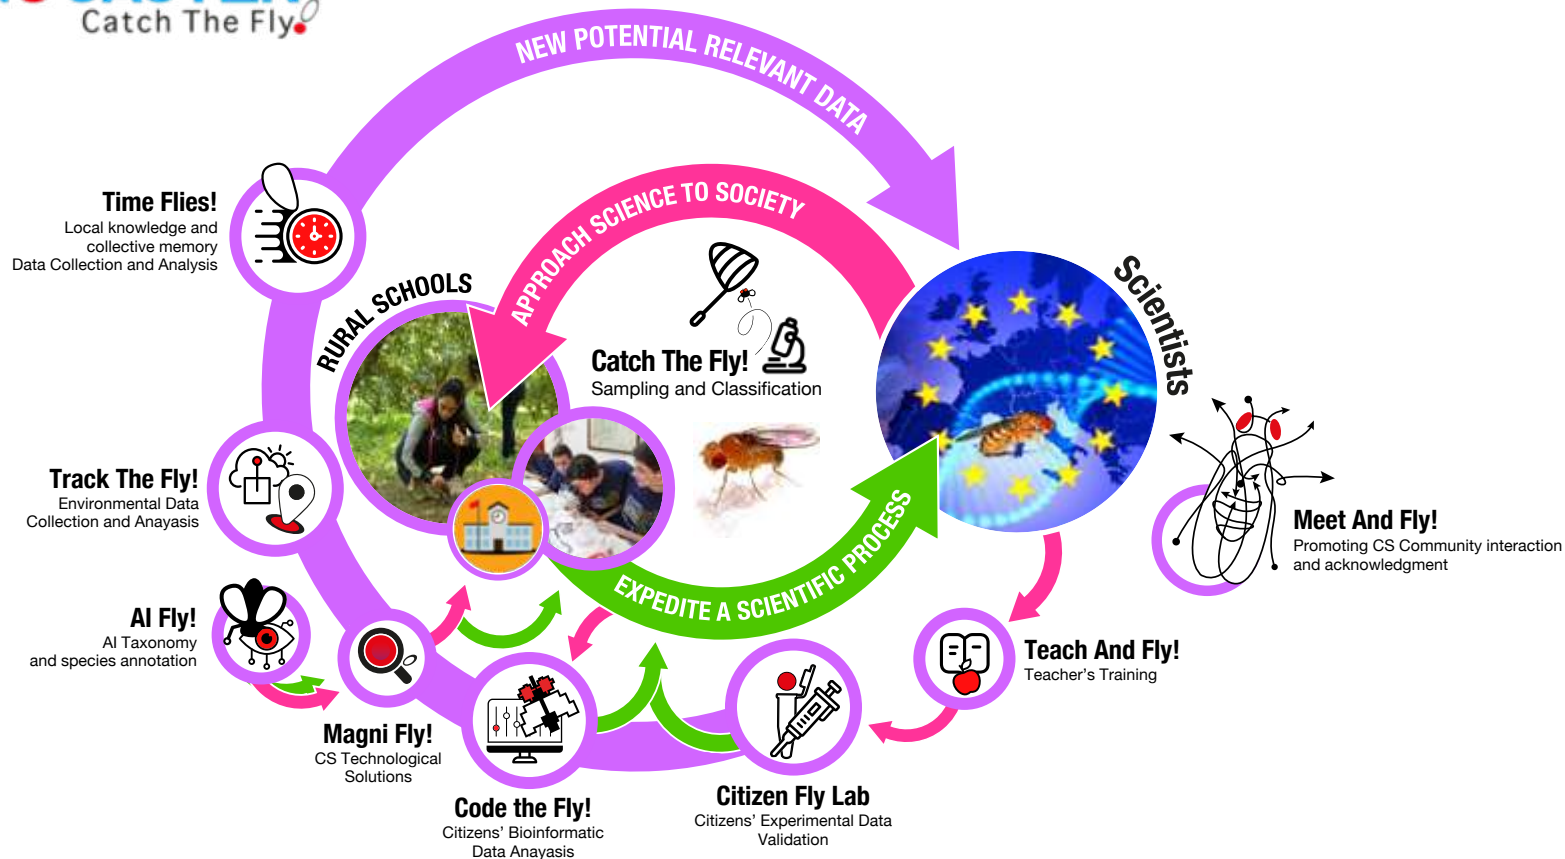 Catch The Fly!
NEW POTENTIAL RELEVANT DATA
APPROACH SCIENCE TO SOCIETY
Time Flies!
Local knowledge and
collective memory
Data Collection and Analysis
RURAL SCHOOLS
Catch The Fly!
Sampling and Classification
Scientists
Track The Fly!
Environmental Data
Collection and Anayasis
Meet And Fly!
Promoting CS Community interaction
and acknowledgment
EXPEDITE A SCIENTIFIC PROCESS
AI Fly!
AI Taxonomy
and species annotation
Teach And Fly!
Teacher's Training
Magni Fly!
CS Technological
Solutions
Code the Fly!
Citizens' Bioinformatic
Data Anayasis
Citizen Fly Lab
Citizens' Experimental Data
Validation